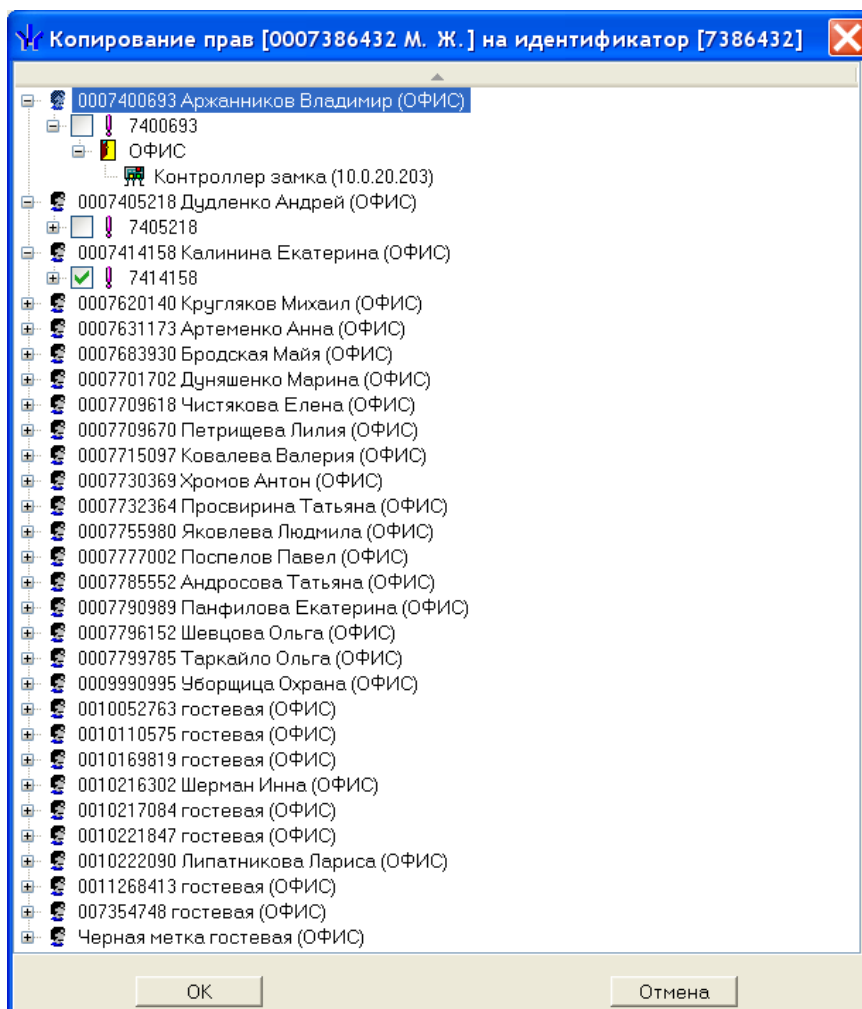 Копирование прав [0007386432 М. Ж.] на идентификатор [7386432]
0007400693 Аржанников Владимир (ОФИС)
7400693
ОФИС
Контроллер замка (10.0.20.203)
0007405218 Дудленко Андрей (ОФИС)
7405218
0007414158 Калинина Екатерина (ОФИС)
7414158
0007620140 Кругляков Михаил (ОФИС)
0007631173 Артеменко Анна (ОФИС)
0007683930 Бродская Майя (ОФИС)
0007701702 Дуняшенко Марина (ОФИС)
0007709618 Чистякова Елена (ОФИС)
0007709670 Петрищева Лилия (ОФИС)
0007715097 Ковалева Валерия (ОФИС)
0007730369 Хромов Антон (ОФИС)
0007732364 Просвирина Татьяна (ОФИС)
0007755980 Яковлева Людмила (ОФИС)
0007777002 Поспелов Павел (ОФИС)
0007785552 Андросова Татьяна (ОФИС)
0007790989 Панфилова Екатерина (ОФИС)
0007796152 Шевцова Ольга (ОФИС)
0007799785 Таркайло Ольга (ОФИС)
0009990995 Уборщица Охрана (ОФИС)
0010052763 гостевая (ОФИС)
0010110575 гостевая (ОФИС)
0010169819 гостевая (ОФИС)
0010216302 Шерман Инна (ОФИС)
0010217084 гостевая (ОФИС)
0010221847 гостевая (ОФИС)
0010222090 Липатникова Лариса (ОФИС)
0011268413 гостевая (ОФИС)
007354748 гостевая (ОФИС)
Черная метка гостевая (ОФИС)
ОК Отмена